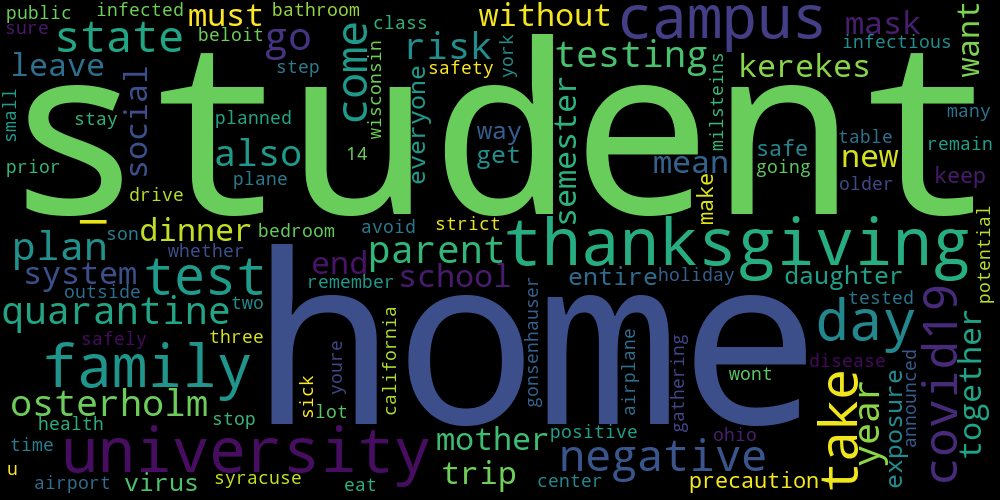 public infected bathroom must without campus mask want
sure beloit go class infectious
state come risk york
leave step safety testing kerekes
small social wisconsin everyone milsteins
student
stay planned 14 way table many
prior also get semester mean safe new remain
plane going
drive make older keep
_ son dinner strict avoid potential
plan whether bedroom parent thanksgiving
system test end school entire holiday daughter
outside remember tested
quarantine two home day
safely three california gonsenhauser airplane gathering covid19 together
family sick youre wont disease
osterholm stop lot take year exposure announced
health ohio
time university mother positive negative
u trip
airport virus syracuse eat center precaution